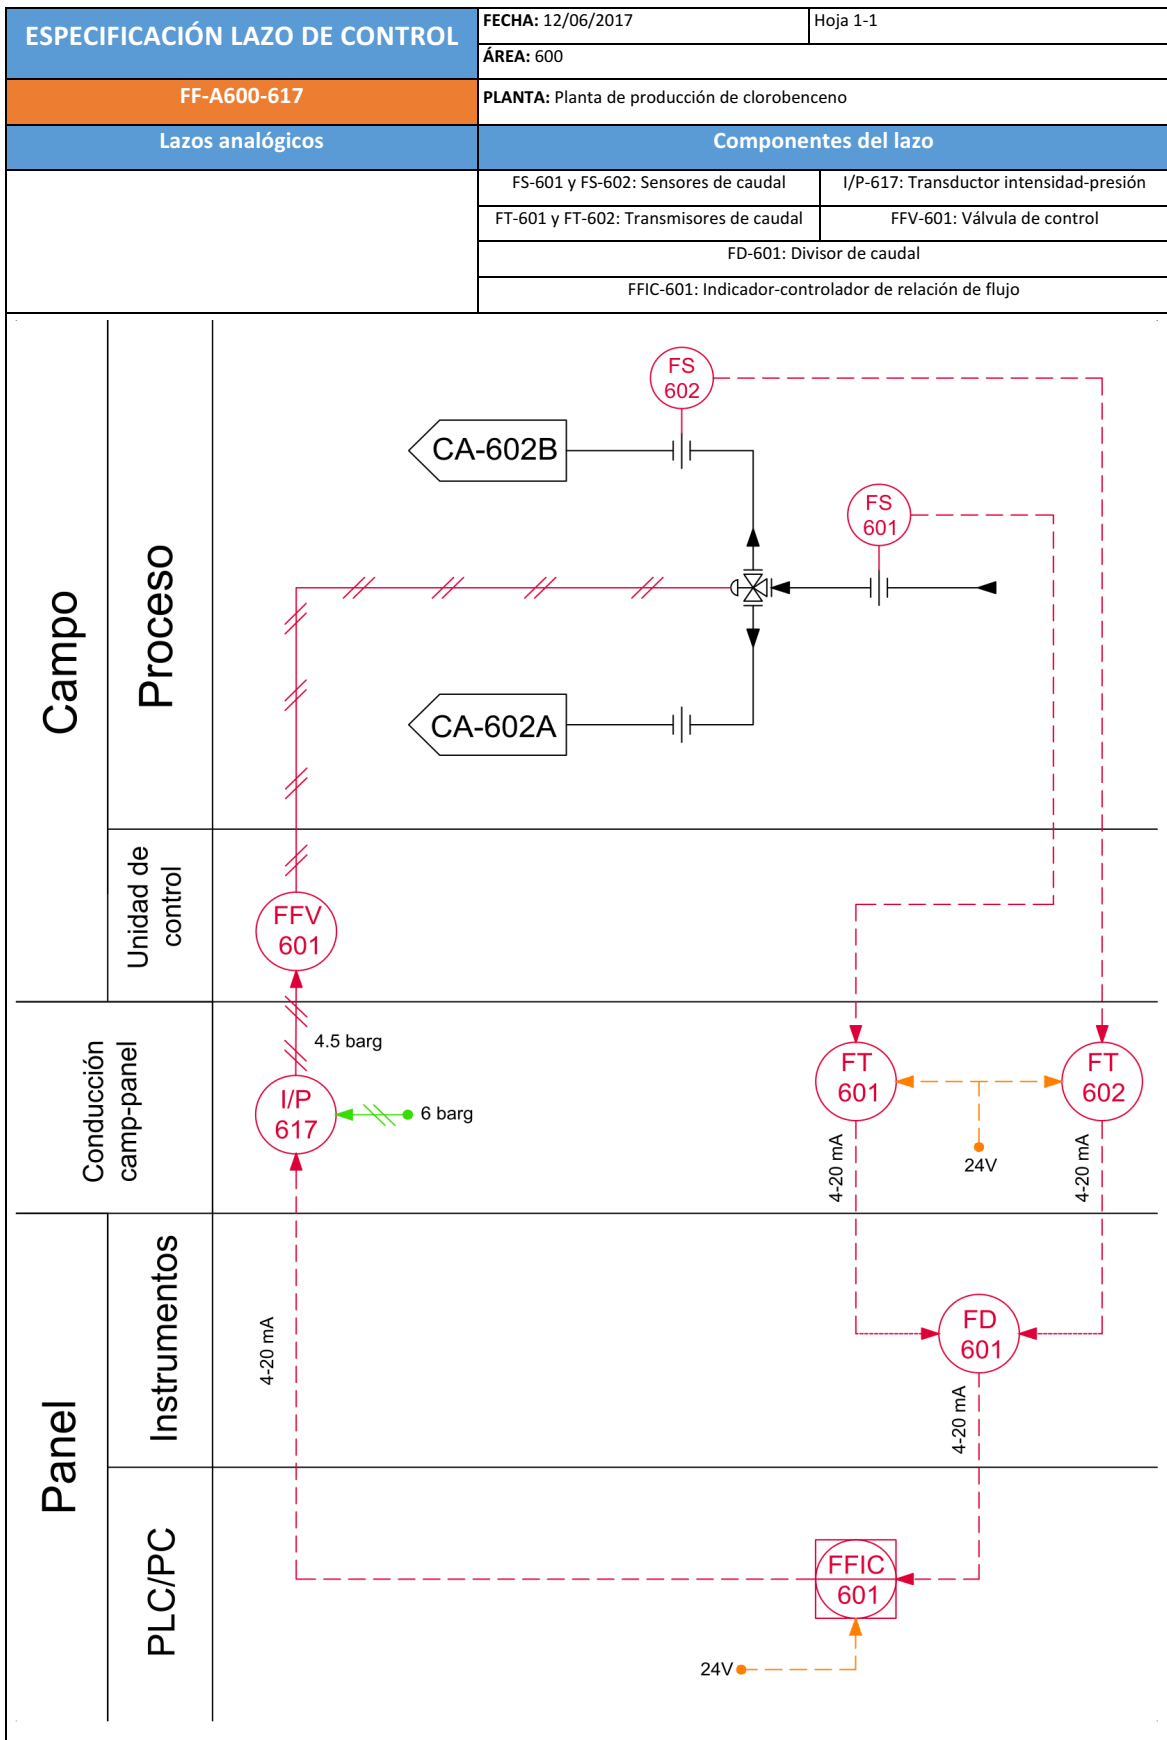 ESPECIFICACIÓN LAZO DE CONTROL
FECHA: 12/06/2017
Hoja 1-1
ÁREA: 600
FF-A600-617
PLANTA: Planta de producción de clorobenceno
Lazos analógicos
Componentes del lazo
FS-601 y FS-602: Sensores de caudal
I/P-617: Transductor intensidad-presión
FT-601 y FT-602: Transmisores de caudal
FFV-601: Válvula de control
FD-601: Divisor de caudal
FFIC-601: Indicador-controlador de relación de flujo
Campo
Proceso
FS
602
CA-602B
FS
601
CA-602A
Unidad de
control
FFV
601
Conducción
camp-panel
4.5 barg
I/P
617
6 barg
FT
601
FT
602
24V
4-20 mA
4-20 mA
Panel
Instrumentos
4-20 mA
FD
601
4-20 mA
PLC/PC
FFIC
601
24V